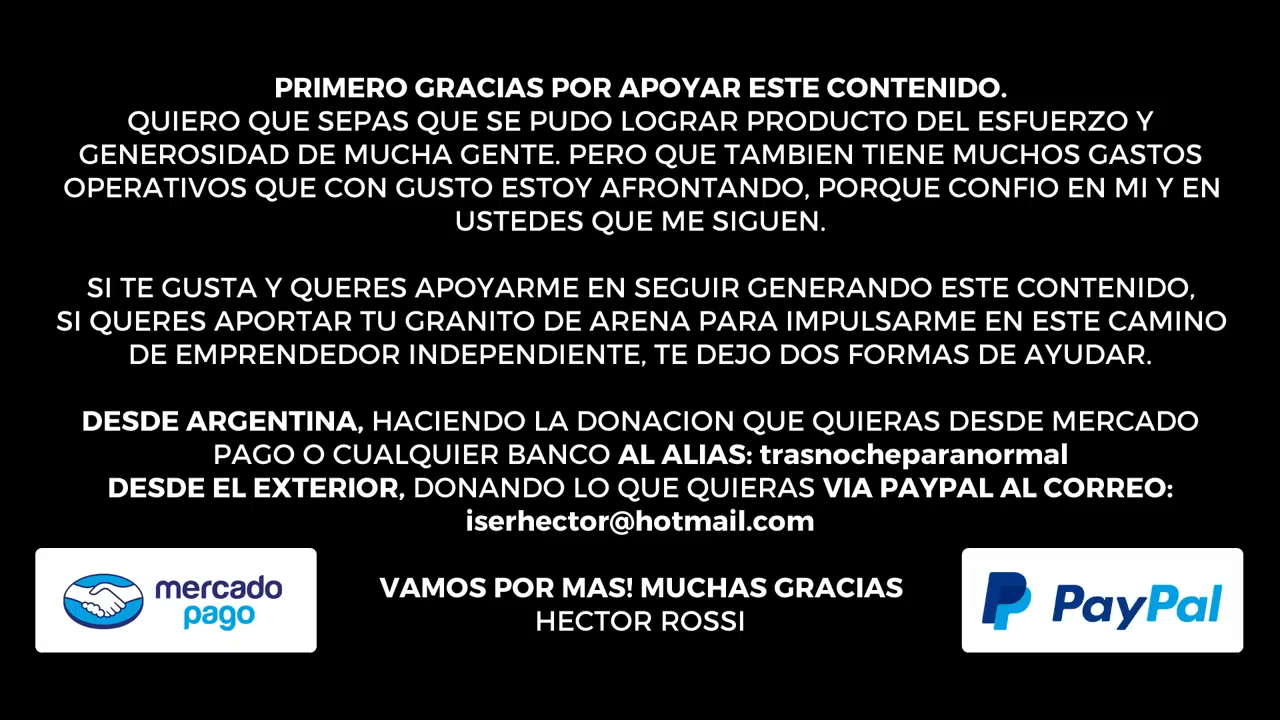 PRIMERO GRACIAS POR APOYAR ESTE CONTENIDO.
QUIERO QUE SEPAS QUE SE PUDO LOGRAR PRODUCTO DEL ESFUERZO Y
GENEROSIDAD DE MUCHA GENTE. PERO QUE TAMBIEN TIENE MUCHOS GASTOS
OPERATIVOS QUE CON GUSTO ESTOY AFRONTANDO, PORQUE CONFIO EN MI Y EN
USTEDES QUE ME SIGUEN.
SI TE GUSTA Y QUERES APOYARME EN SEGUIR GENERANDO ESTE CONTENIDO,
SI QUERES APORTAR TU GRANITO DE ARENA PARA IMPULSARME EN ESTE CAMINO
DE EMPRENDEDOR INDEPENDIENTE, TE DEJO DOS FORMAS DE AYUDAR.
DESDE ARGENTINA, HACIENDO LA DONACION QUE QUIERAS DESDE MERCADO
PAGO O CUALQUIER BANCO AL ALIAS: trasnocheparanormal
DESDE EL EXTERIOR, DONANDO LO QUE QUIERAS VIA PAYPAL AL CORREO:
iserhector@hotmail.com
mercado
pago
VAMOS POR MAS! MUCHAS GRACIAS
HECTOR ROSSI
PayPal